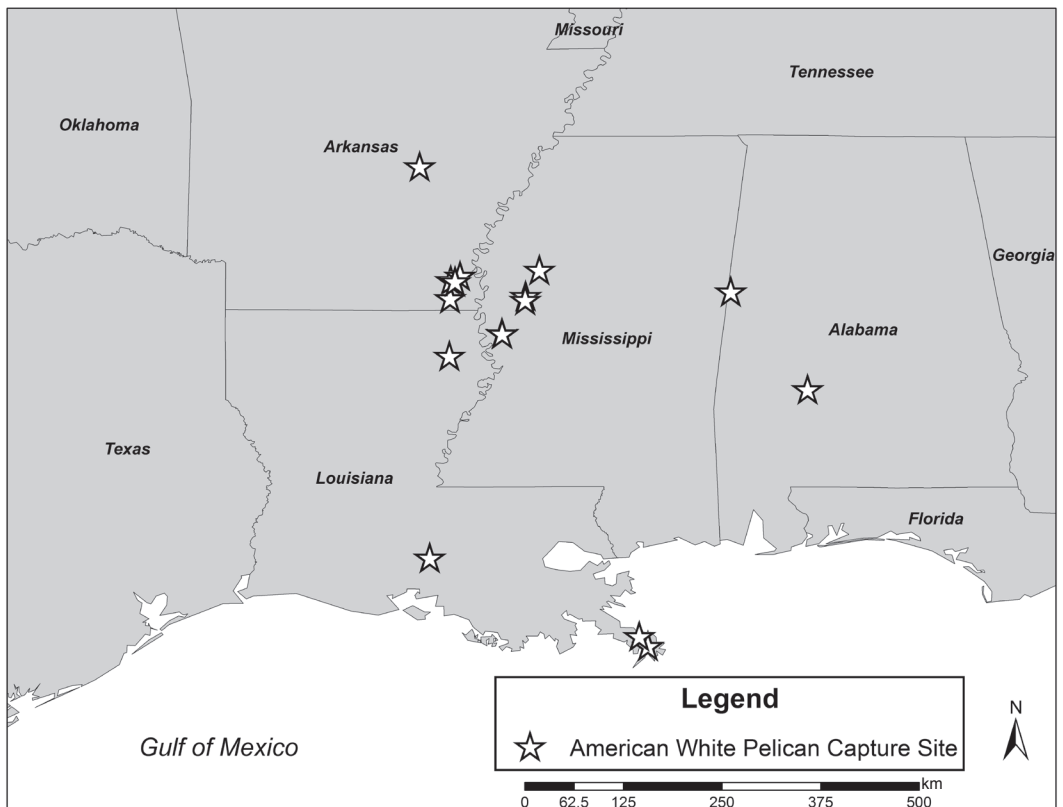 Missouri
Tennessee
Oklahoma
Arkansas
Georgia
Alabama
Mississippi
Texas
Louisiana
Florida
Legend
N
American White Pelican Capture Site
Gulf of Mexico
km
0 62.5 125 250 375 500